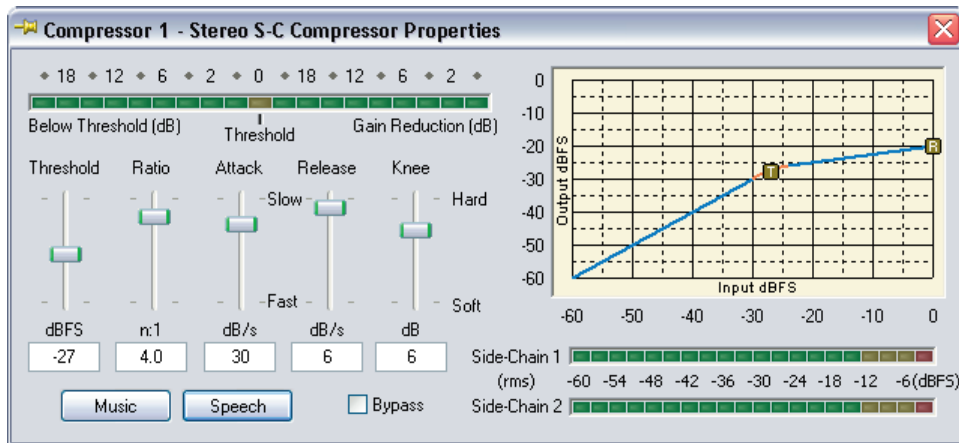 Compressor 1 - Stereo S-C Compressor Properties
18 12 6 2 0 18 12 6 2
Below Threshold (dB) Threshold Gain Reduction (dB)
Threshold Ratio Attack Release Knee
Slow Hard
Fast Soft
dBFS n:1 dB/s dB/s dB
-27 4.0 30 6 6
Music Speech Bypass
0
-10
-20
-30
-40
-50
-60
Output dBFS
T
R
Input dBFS
-60 -50 -40 -30 -20 -10 0
Side-Chain 1
(rms) -60 -54 -48 -42 -36 -30 -24 -18 -12 -6 (dBFS)
Side-Chain 2